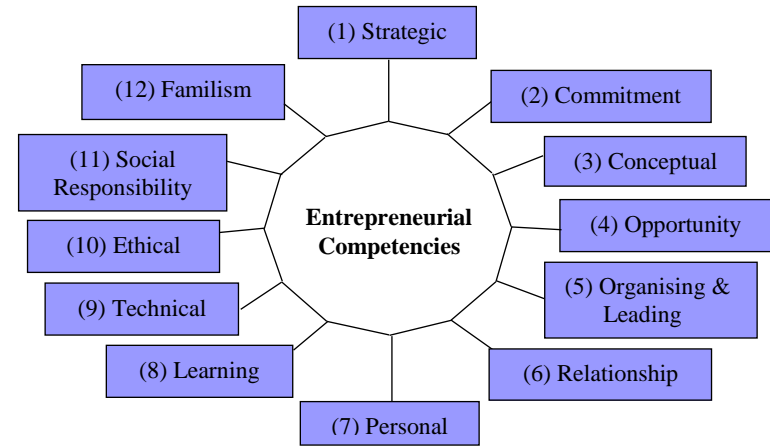 (1) Strategic
(2) Commitment
(3) Conceptual
(4) Opportunity
(5) Organising &
Leading
(6) Relationship
(7) Personal
(8) Learning
(9) Technical
(10) Ethical
(11) Social
Responsibility
(12) Familism
Entrepreneurial
Competencies